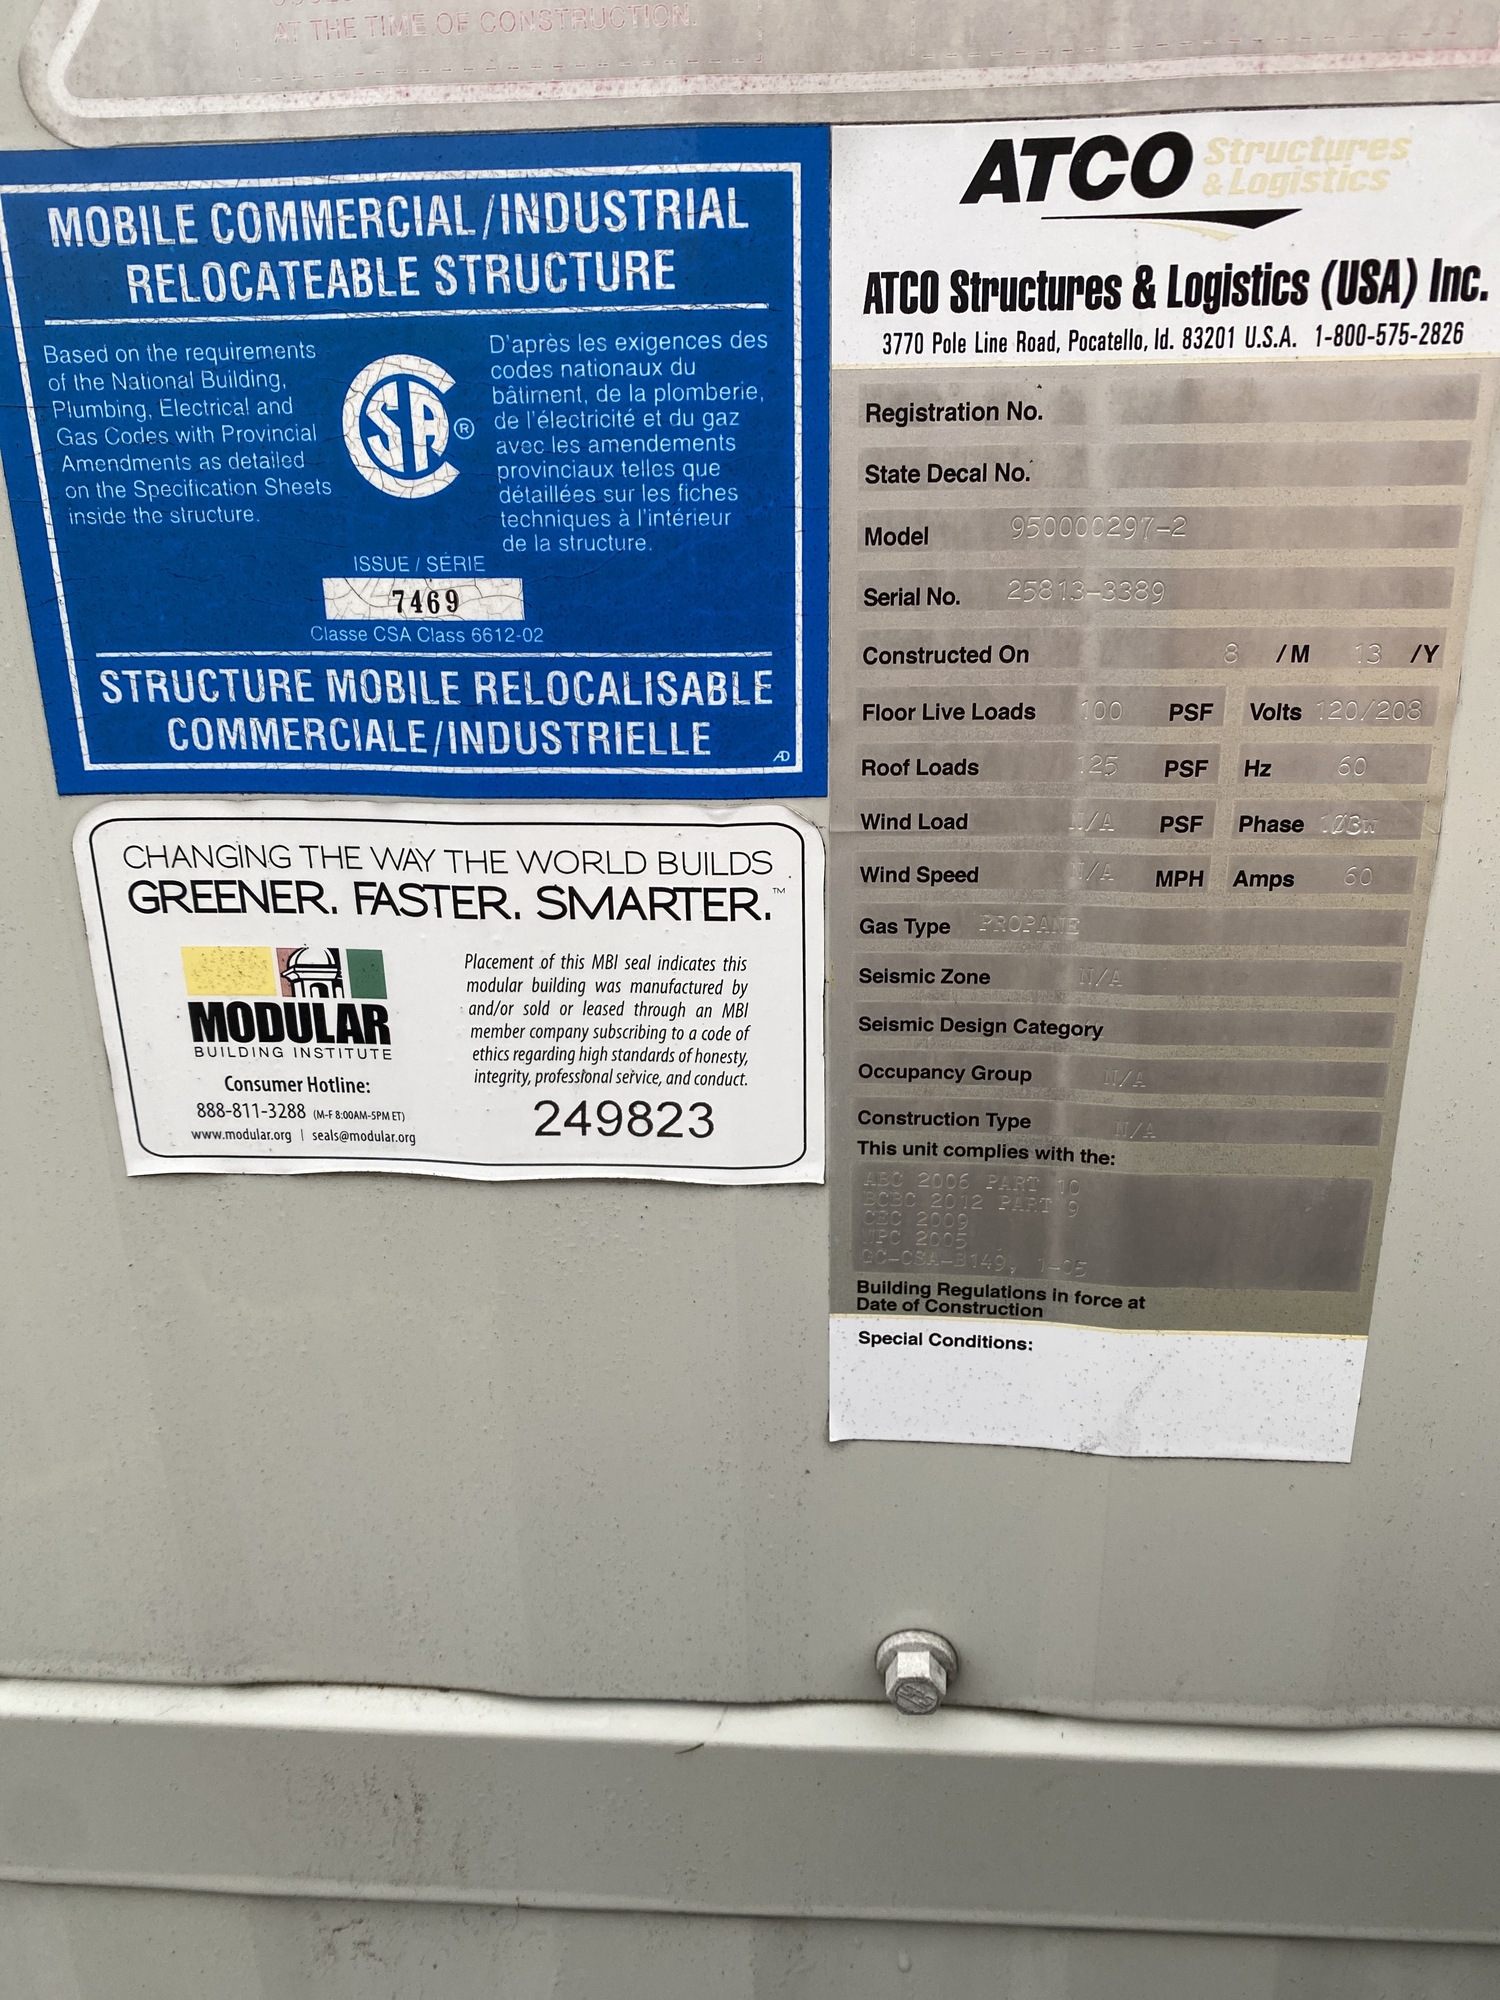 AT THE TIME OF CONSTRUCTION.
MOBILE COMMERCIAL/INDUSTRIAL
RELOCATEABLE STRUCTURE
Based on the requirements
of the National Building,
Plumbing, Electrical and
Gas Codes with Provincial
Amendments as detailed
on the Specification Sheets
inside the structure.
CSA ®
D'après les exigences des
codes nationaux du
bâtiment, de la plomberie,
de l'électricité et du gaz
avec les amendements
provinciaux telles que
détaillées sur les fiches
techniques à l'intérieur
de la structure.
ISSUE / SÉRIE
7469
Classe CSA Class 6612-02
STRUCTURE MOBILE RELOCALISABLE
COMMERCIALE/INDUSTRIELLE
AD
CHANGING THE WAY THE WORLD BUILDS
GREENER. FASTER. SMARTER.™
MODULAR
BUILDING INSTITUTE
Consumer Hotline:
888-811-3288 (M-F 8:00AM-5PM ET)
www.modular.org | seals@modular.org
Placement of this MBI seal indicates this
modular building was manufactured by
and/or sold or leased through an MBI
member company subscribing to a code of
ethics regarding high standards of honesty,
integrity, professional service, and conduct.
249823
ATCO Structures
& Logistics
ATCO Structures & Logistics (USA) Inc.
3770 Pole Line Road, Pocatello, Id. 83201 U.S.A. 1-800-575-2826
Registration No.
State Decal No.
Model 950000297-2
Serial No. 25813-3389
Constructed On 8 /M 13 /Y
Floor Live Loads 100 PSF Volts 120/208
Roof Loads 125 PSF Hz 60
Wind Load N/A PSF Phase 1Ø3W
Wind Speed N/A MPH Amps 60
Gas Type PROPANE
Seismic Zone N/A
Seismic Design Category
Occupancy Group N/A
Construction Type N/A
This unit complies with the:
ABC 2006 PART 10
BCBC 2012 PART 9
CEC 2009
NPC 2005
GC-CSA-B149, 1-05
Building Regulations in force at
Date of Construction
Special Conditions: